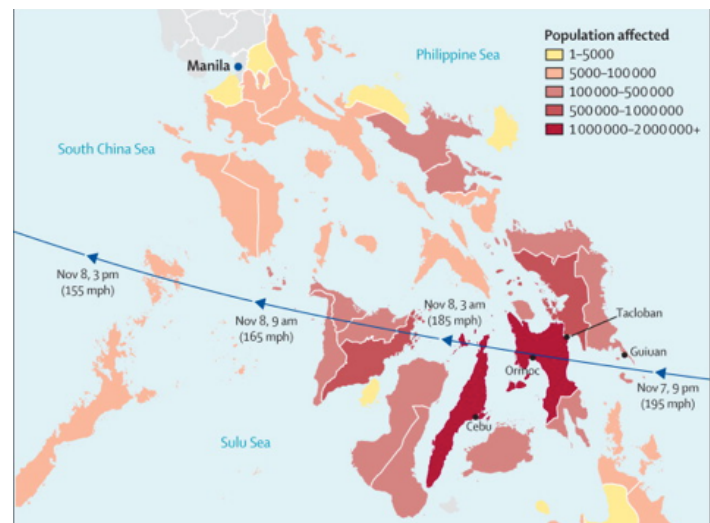 Population affected
1–5000
5000–100 000
100 000–500 000
500 000–1 000 000
1 000 000–2 000 000+
Manila
Philippine Sea
South China Sea
Nov 8, 3 pm
(155 mph)
Nov 8, 9 am
(165 mph)
Nov 8, 3 am
(185 mph)
Tacloban
Guiuan
Ormoc
Nov 7, 9 pm
(195 mph)
Cebu
Sulu Sea